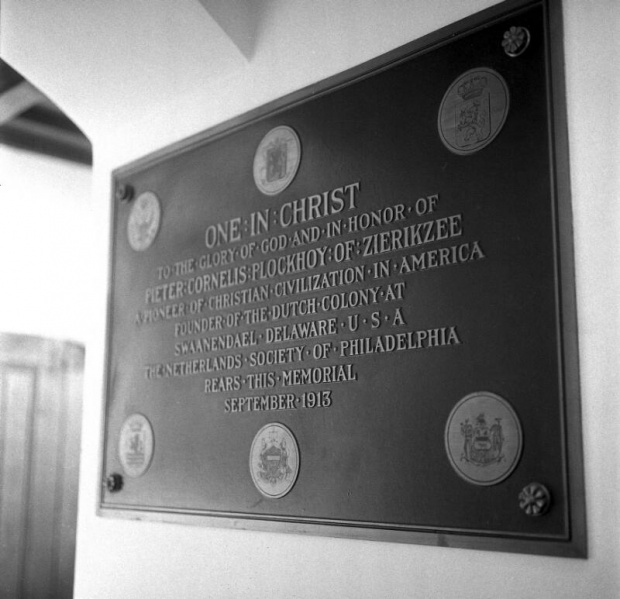 ONE:IN:CHRIST
TO·THE·GLORY·OF·GOD·AND·IN·HONOR·OF
PIETER:CORNELIS:PLOCKHOY:OF:ZIERIKZEE
A·PIONEER·OF·CHRISTIAN·CIVILIZATION·IN·AMERICA
FOUNDER·OF·THE·DUTCH·COLONY·AT
SWAANENDAEL·DELAWARE·U·S·A
THE·NETHERLANDS·SOCIETY·OF·PHILADELPHIA
REARS·THIS·MEMORIAL
SEPTEMBER·1913